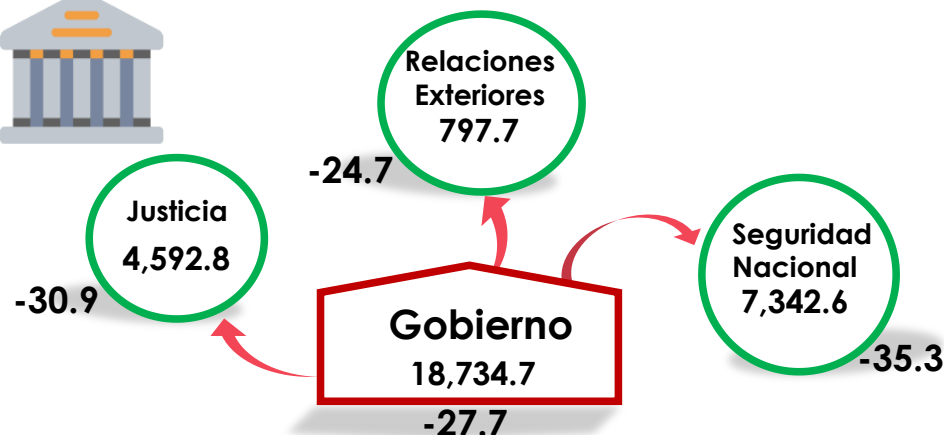 Relaciones
Exteriores
797.7
-24.7
Justicia
4,592.8
-30.9
Seguridad
Nacional
7,342.6
-35.3
Gobierno
18,734.7
-27.7